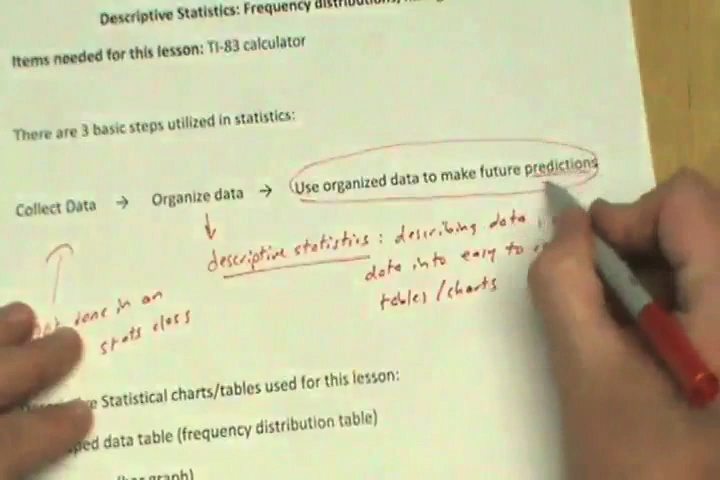 Descriptive Statistics: Frequency
Items needed for this lesson: TI-83 calculator
There are 3 basic steps utilized in statistics:
Collect Data → Organize data → Use organized data to make future predictions
descriptive statistics: describing data
data into easy to
tables/charts
done in an
stats class
Statistical charts/tables used for this lesson:
data table (frequency distribution table)
graph)